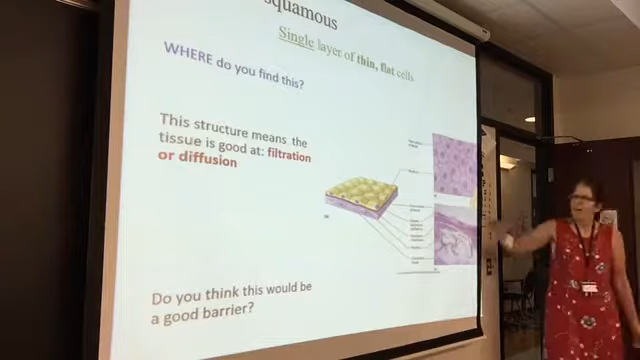 squamous
Single layer of thin, flat cells
WHERE do you find this?
This structure means the
tissue is good at: filtration
or diffusion
Do you think this would be
a good barrier?